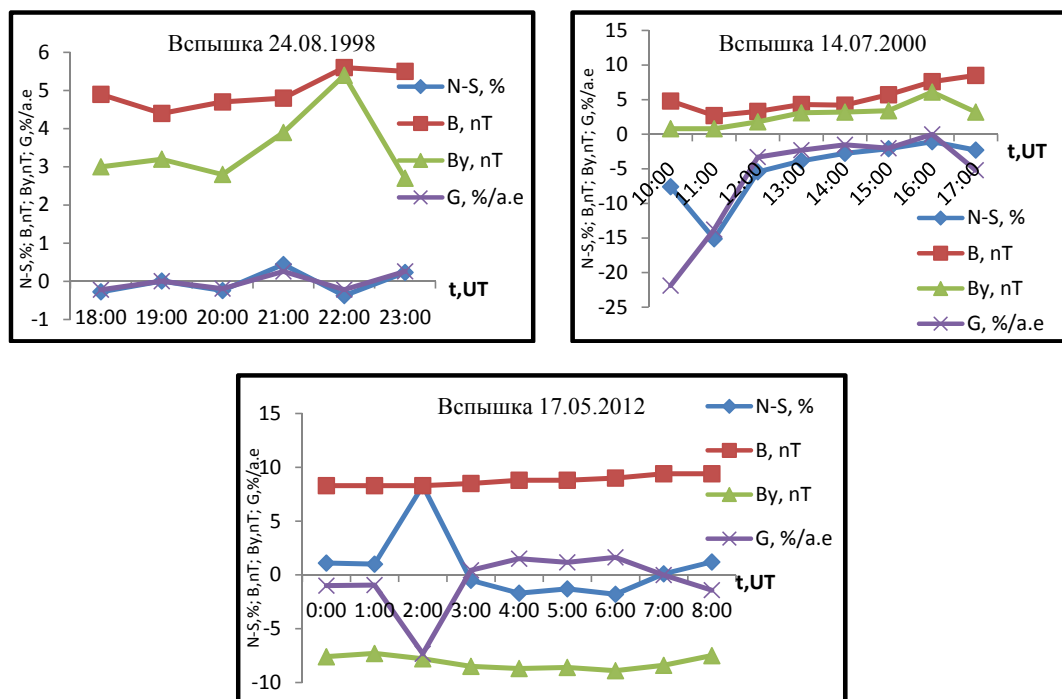 Вспышка 24.08.1998
N-S,%; B,nT; By,nT; G,%/a.e
6
5
4
3
2
1
0
-1
18:00 19:00 20:00 21:00 22:00 23:00
t,UT
N-S, %
B, nT
By, nT
G, %/a.e
Вспышка 14.07.2000
N-S,%; B,nT; By,nT; G,%/a.e
15
10
5
0
-5
-10
-15
-20
-25
10:00 11:00 12:00 13:00 14:00 15:00 16:00 17:00
t,UT
N-S, %
B, nT
By, nT
G, %/a.e
Вспышка 17.05.2012
N-S,%; B,nT; By,nT; G,%/a.e
15
10
5
0
-5
-10
0:00 1:00 2:00 3:00 4:00 5:00 6:00 7:00 8:00
t,UT
N-S, %
B, nT
By, nT
G, %/a.e